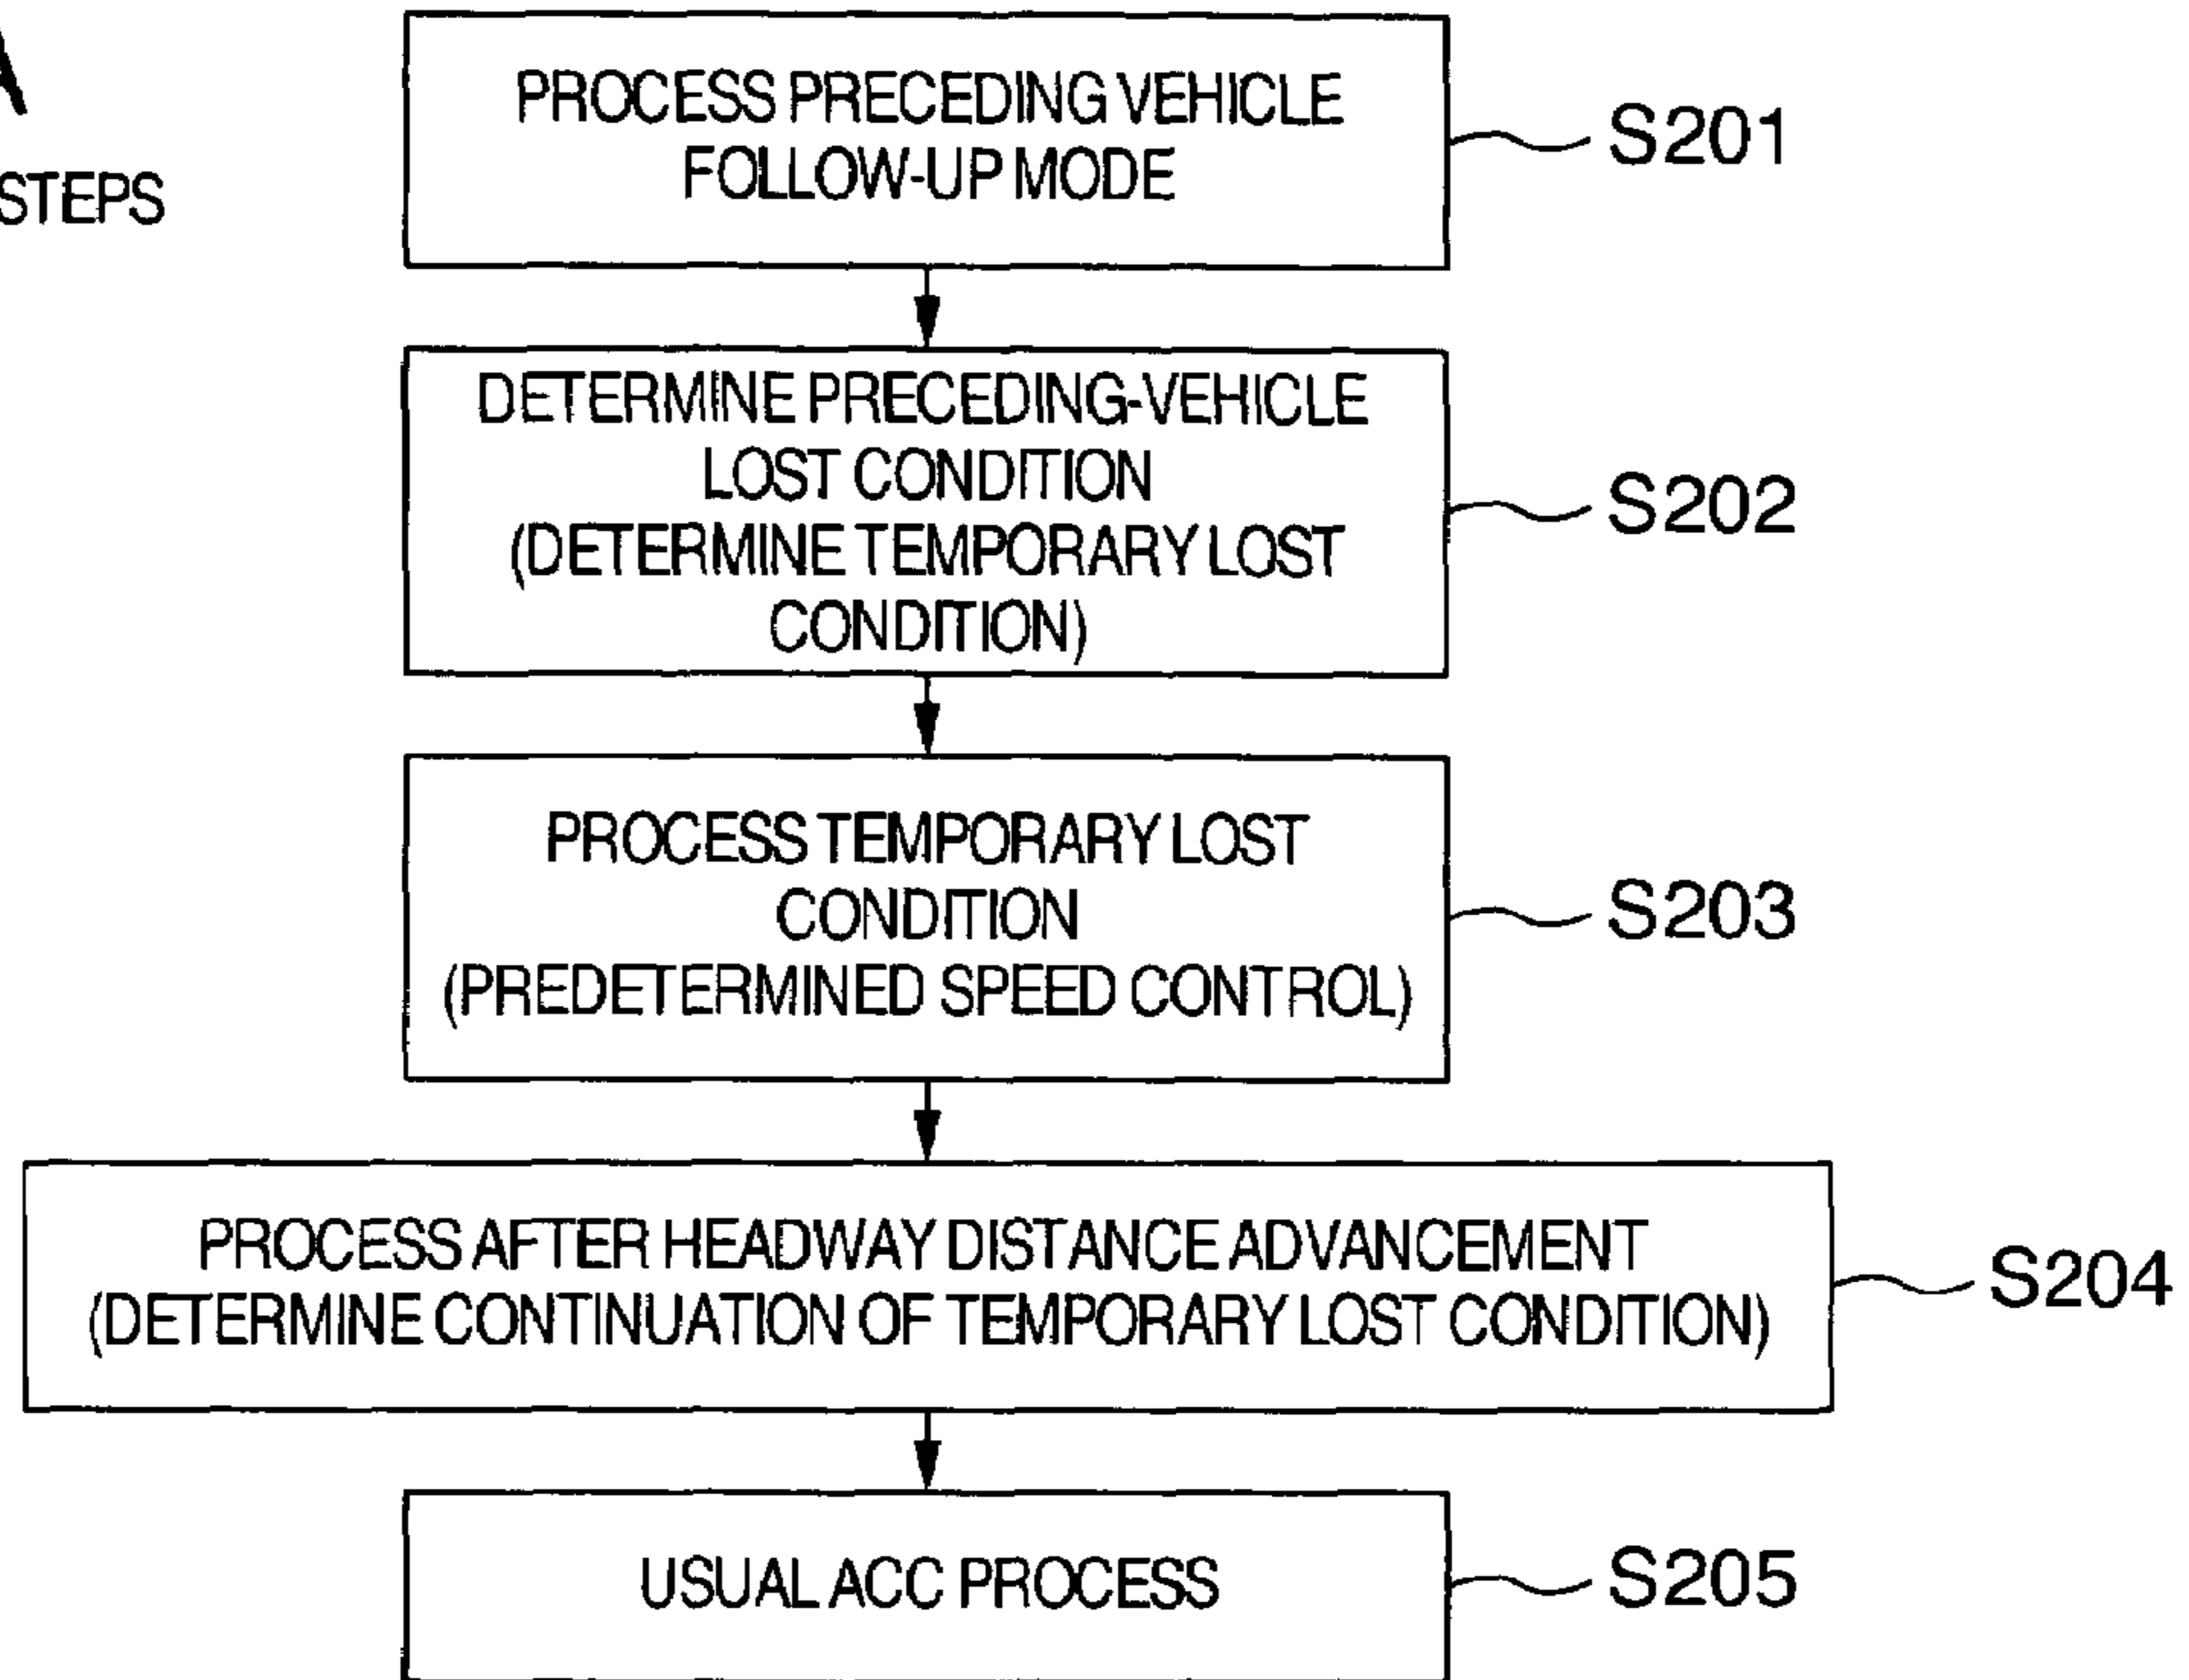 A
STEPS
PROCESS PRECEDING VEHICLE
FOLLOW-UP MODE
S201
DETERMINE PRECEDING-VEHICLE
LOST CONDITION
(DETERMINE TEMPORARY LOST
CONDITION)
S202
PROCESS TEMPORARY LOST
CONDITION
(PREDETERMINED SPEED CONTROL)
S203
PROCESS AFTER HEADWAY DISTANCE ADVANCEMENT
(DETERMINE CONTINUATION OF TEMPORARY LOST CONDITION)
S204
USUAL ACC PROCESS
S205